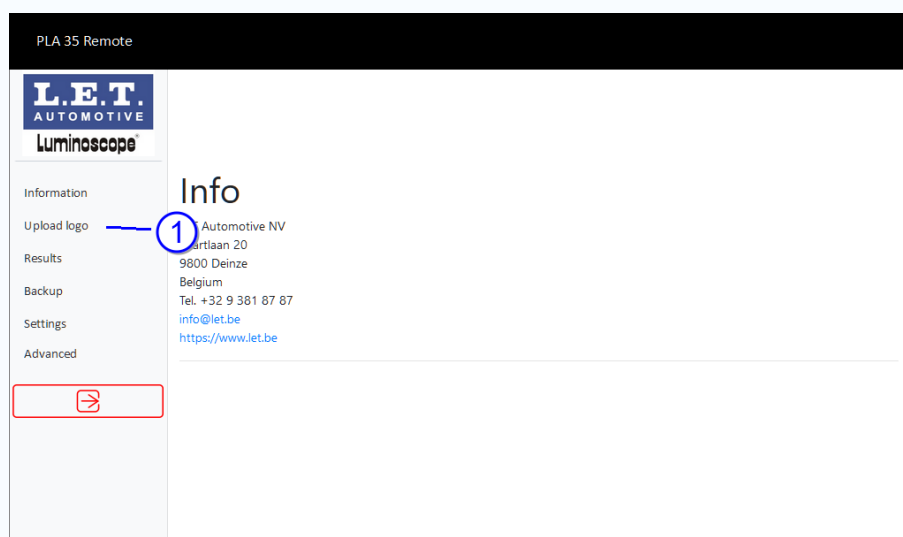 PLA 35 Remote
L.E.T.
AUTOMOTIVE
Luminoscope®
Information
Upload logo
Results
Backup
Settings
Advanced
1
Info
Automotive NV
20
9800 Deinze
Belgium
Tel. +32 9 381 87 87
info@let.be
https://www.let.be